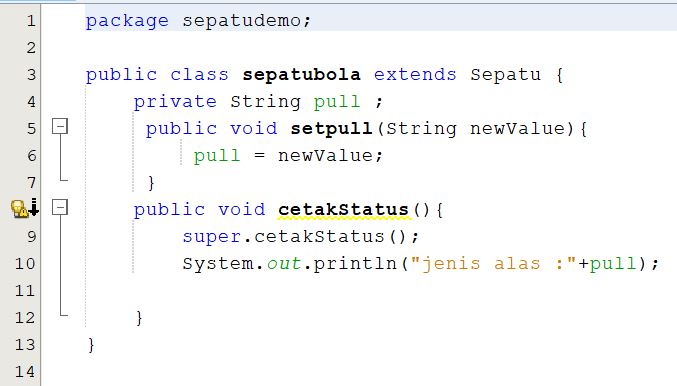 1 package sepatudemo;
2
3 public class sepatubola extends Sepatu {
4 private String pull ;
5 public void setpull(String newValue){
6 pull = newValue;
7 }
public void cetakStatus(){
9 super.cetakStatus();
10 System.out.println("jenis alas :"+pull);
11
12 }
13 }
14